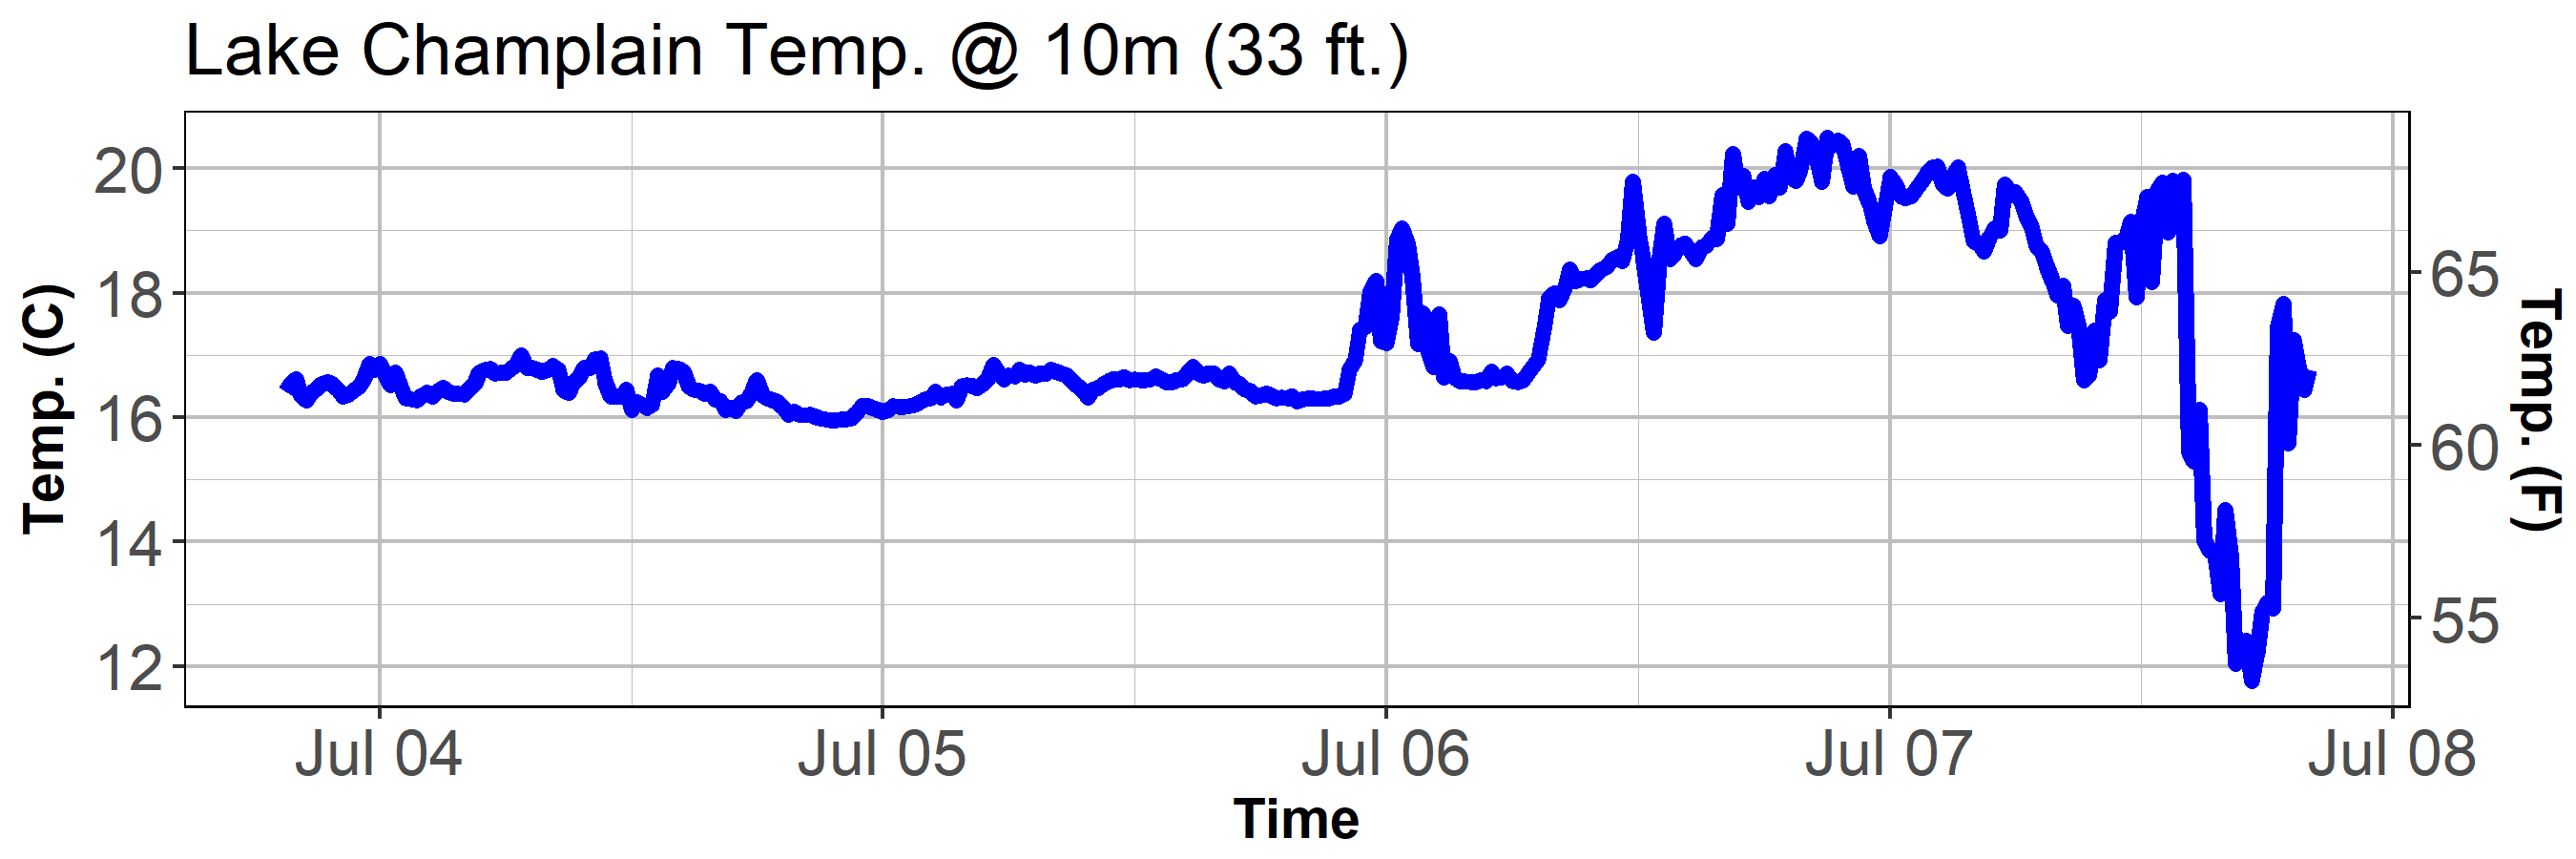 Lake Champlain Temp. @ 10m (33 ft.)
Temp. (C)
20
18
16
14
12
65
60
55
Temp. (F)
Jul 04 Jul 05 Jul 06 Jul 07 Jul 08
Time